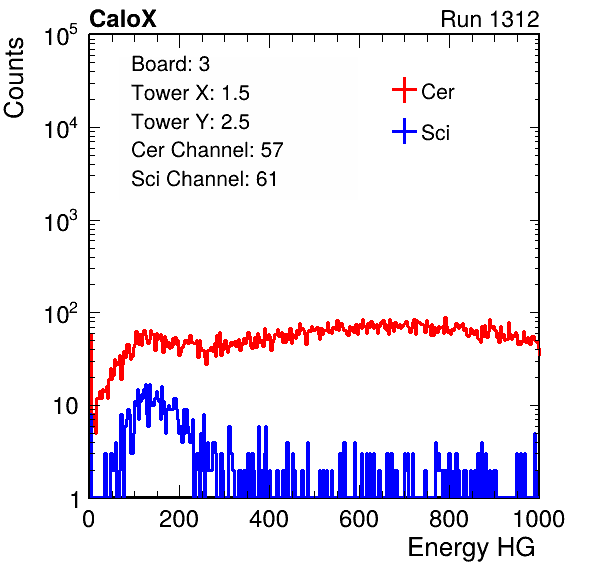 CaloX Run 1312
Counts
10^5
10^4
10^3
10^2
10
1
Board: 3
Tower X: 1.5
Tower Y: 2.5
Cer Channel: 57
Sci Channel: 61
Cer
Sci
0 200 400 600 800 1000
Energy HG